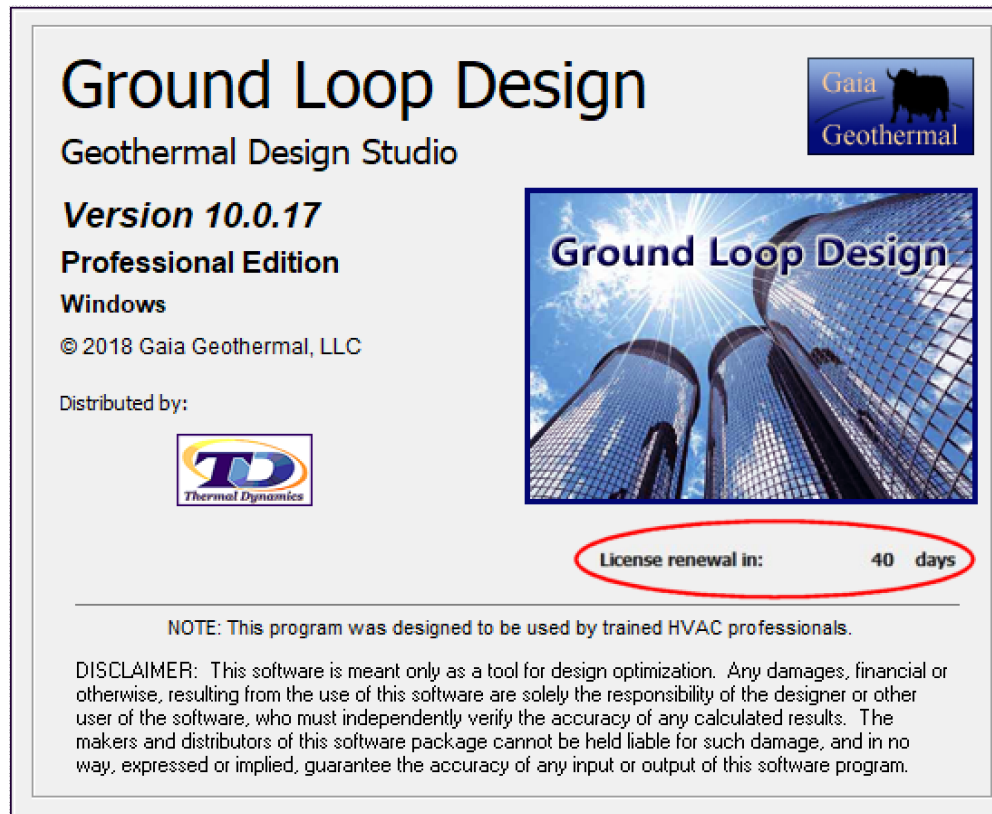 Ground Loop Design
Gaia
Geothermal
Geothermal Design Studio
Version 10.0.17
Professional Edition
Windows
© 2018 Gaia Geothermal, LLC
Ground Loop Design
Distributed by:
TD
Thermal Dynamics
License renewal in: 40 days
NOTE: This program was designed to be used by trained HVAC professionals.
DISCLAIMER: This software is meant only as a tool for design optimization. Any damages, financial or
otherwise, resulting from the use of this software are solely the responsibility of the designer or other
user of the software, who must independently verify the accuracy of any calculated results. The
makers and distributors of this software package cannot be held liable for such damage, and in no
way, expressed or implied, guarantee the accuracy of any input or output of this software program.